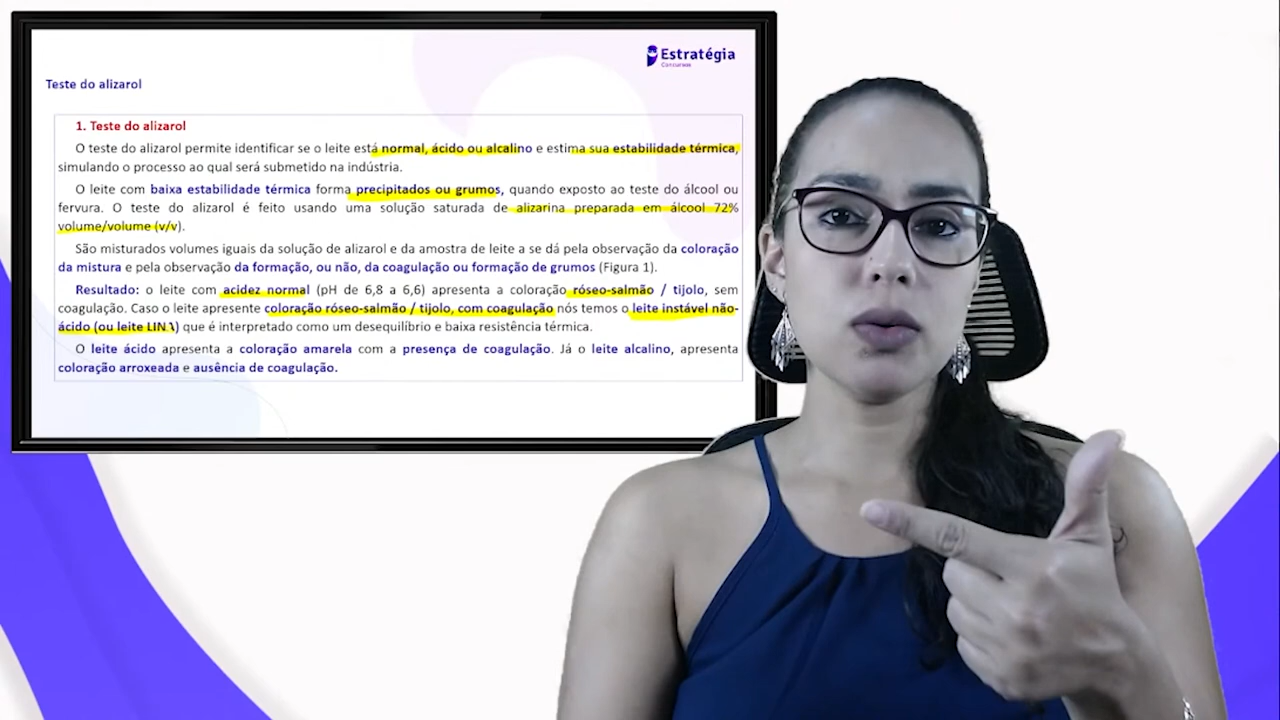 Estratégia
Concursos
Teste do alizarol
1. Teste do alizarol
O teste do alizarol permite identificar se o leite está normal, ácido ou alcalino e estima sua estabilidade térmica,
simulando o processo ao qual será submetido na indústria.
O leite com baixa estabilidade térmica forma precipitados ou grumos, quando exposto ao teste do álcool ou
fervura. O teste do alizarol é feito usando uma solução saturada de alizarina preparada em álcool 72%
volume/volume (v/v).
São misturados volumes iguais da solução de alizarol e da amostra de leite a se dá pela observação da coloração
da mistura e pela observação da formação, ou não, da coagulação ou formação de grumos (Figura 1).
Resultado: o leite com acidez normal (pH de 6,8 a 6,6) apresenta a coloração róseo-salmão / tijolo, sem
coagulação. Caso o leite apresente coloração róseo-salmão / tijolo, com coagulação nós temos o leite instável não-
ácido (ou leite LINA) que é interpretado como um desequilíbrio e baixa resistência térmica.
O leite ácido apresenta a coloração amarela com a presença de coagulação. Já o leite alcalino, apresenta
coloração arroxeada e ausência de coagulação.